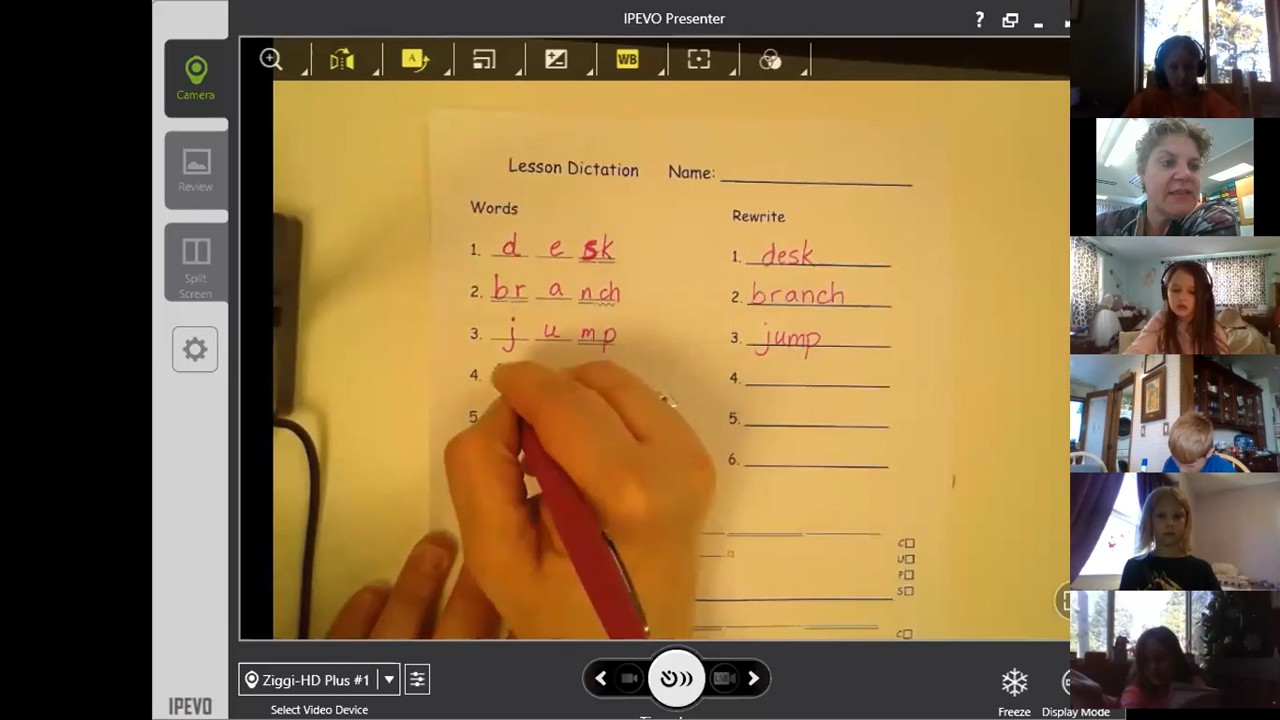 IPEVO Presenter
?
Camera
A
WB
Review
Split
Screen
Lesson Dictation Name:
Words
Rewrite
1. d e sk
1. desk
2. br a nch
2. branch
3. j u mp
3. jump
4.
4.
5
5.
6.
C
U
P
S
C
Ziggi-HD Plus #1
LIVE
IPEVO
Select Video Device
Freeze
Display Mode